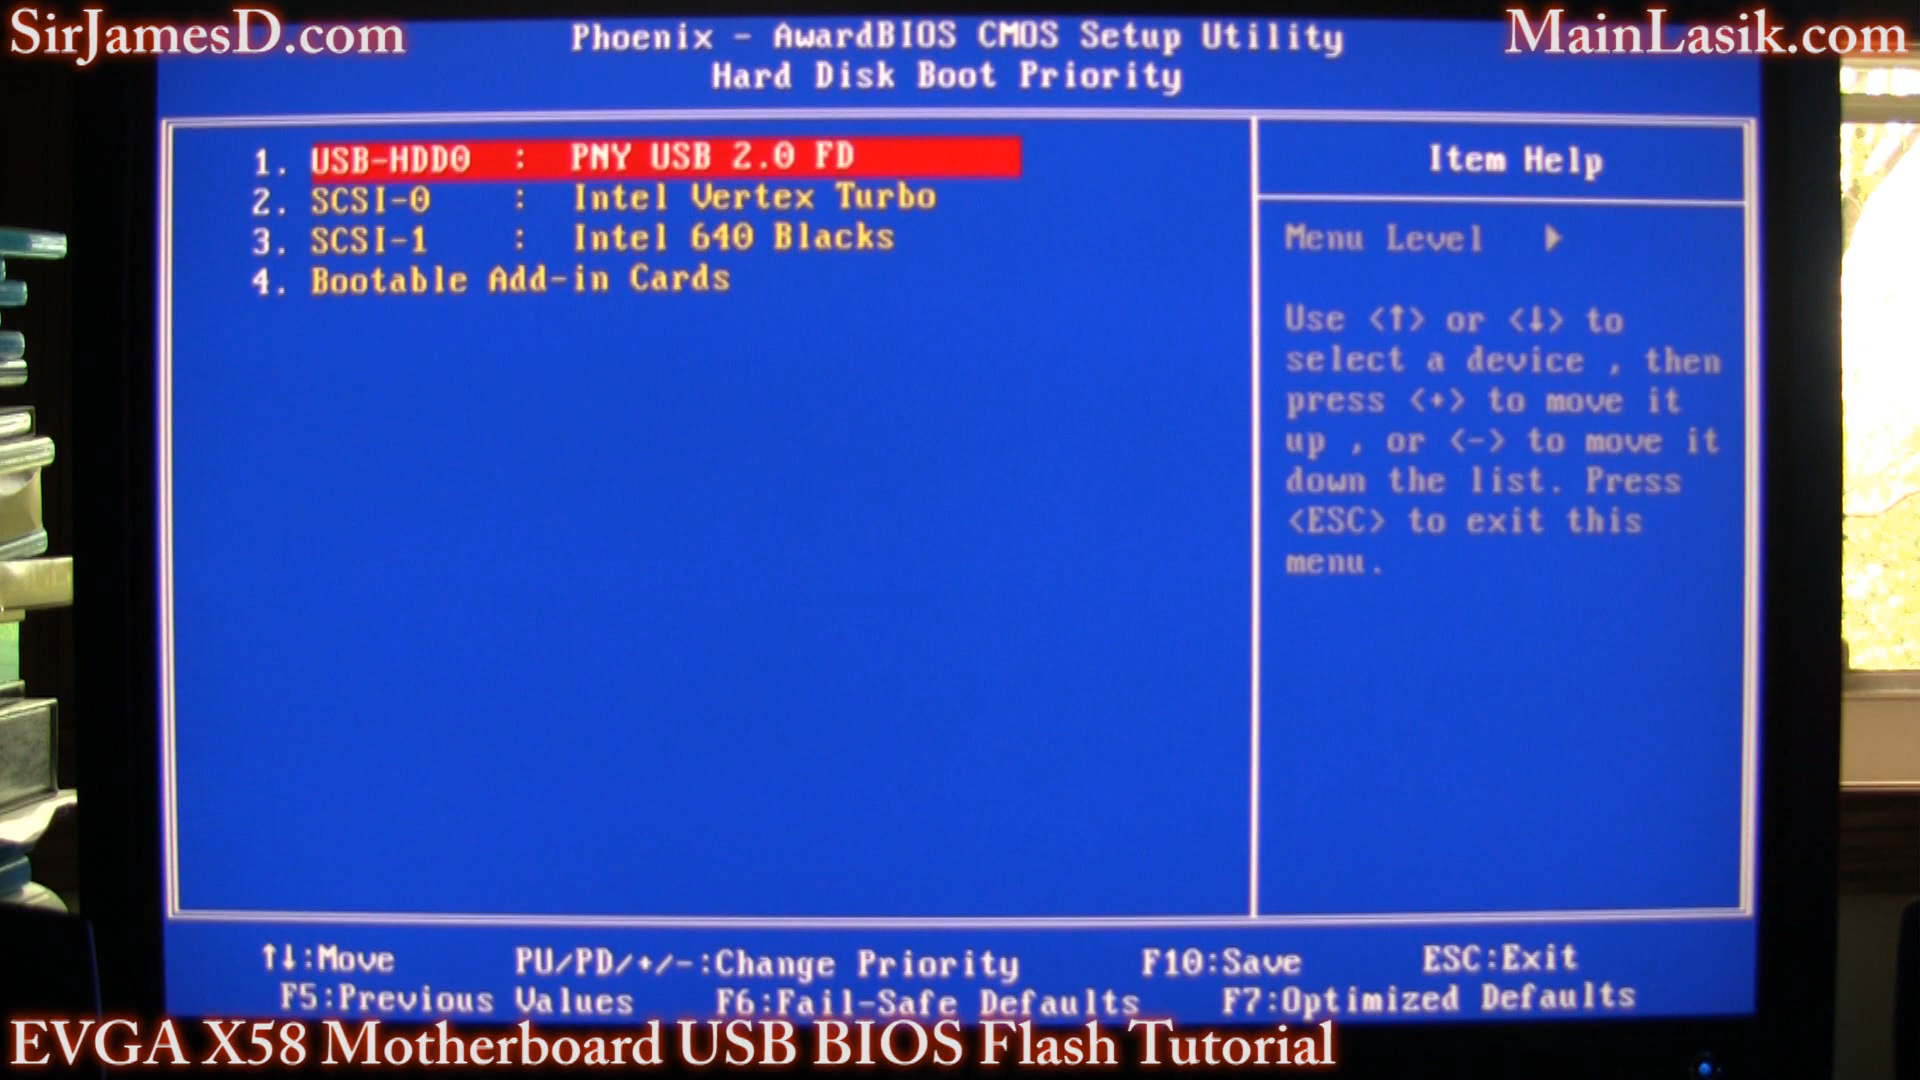 SirJamesD.com
MainLasik.com
Phoenix - AwardBIOS CMOS Setup Utility
Hard Disk Boot Priority
1. USB-HDD0 : PNY USB 2.0 FD
2. SCSI-0 : Intel Vertex Turbo
3. SCSI-1 : Intel 640 Blacks
4. Bootable Add-in Cards
Item Help
Menu Level ▸
Use <↑> or <↓> to
select a device , then
press <+> to move it
up , or <-> to move it
down the list. Press
<ESC> to exit this
menu.
↑↓:Move PU/PD/+/-:Change Priority F10:Save ESC:Exit
F5:Previous Values F6:Fail-Safe Defaults F7:Optimized Defaults
EVGA X58 Motherboard USB BIOS Flash Tutorial